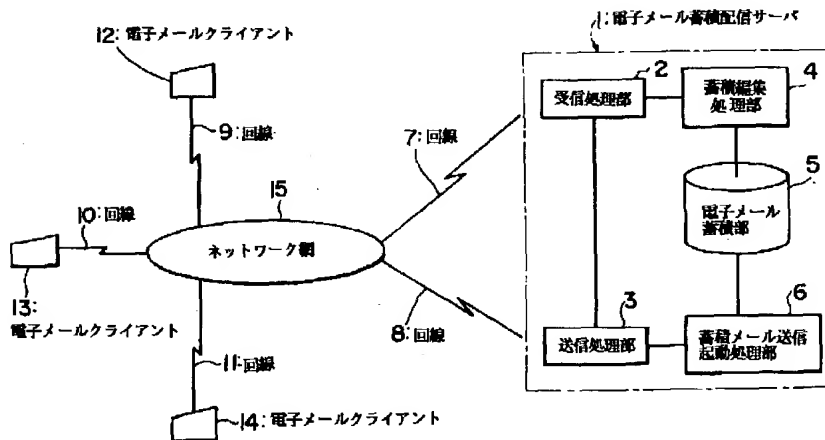 12:電子メールクライアント
9:回線
10:回線
13:
電子メールクライアント
11:回線
14:電子メールクライアント
15
ネットワーク網
7:回線
8:回線
1:電子メール蓄積配信サーバ
2
受信処理部
4
蓄積編集
処理部
5
電子メール
蓄積部
3
送信処理部
6
蓄積メール送信
起動処理部